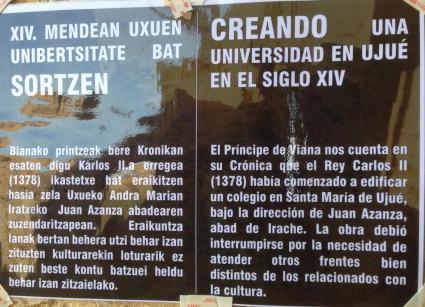 XIV. MENDEAN UXUEN
UNIBERTSITATE BAT
SORTZEN
Bianako printzeak bere Kronikan
esaten digu Karlos II.a erregea
(1378) ikastetxe bat eraikitzen
hasia zela Uxueko Andra Marian
Iratxeko Juan Azanza abadearen
zuzendaritzapean. Eraikuntza
lanak bertan behera utzi behar izan
zituzten kulturarekin loturarik ez
zuten beste kontu batzuei heldu
behar izan zitzaielako.
CREANDO UNA
UNIVERSIDAD EN UJUÉ
EN EL SIGLO XIV
El Príncipe de Viana nos cuenta en
su Crónica que el Rey Carlos II
(1378) había comenzado a edificar
un colegio en Santa María de Ujué,
bajo la dirección de Juan Azanza,
abad de Irache. La obra debió
interrumpirse por la necesidad de
atender otros frentes bien
distintos de los relacionados con
la cultura.